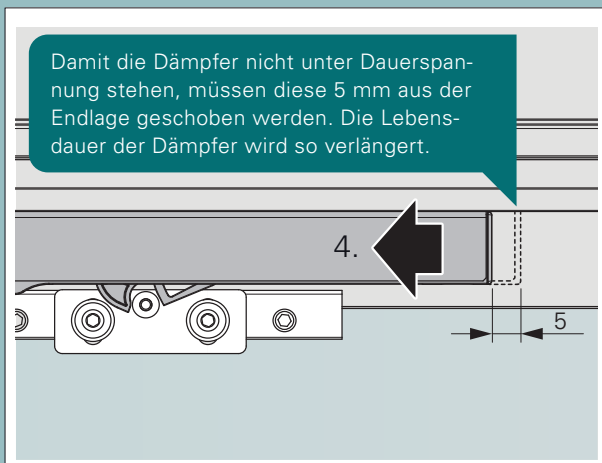 Damit die Dämpfer nicht unter Dauerspan-
nung stehen, müssen diese 5 mm aus der
Endlage geschoben werden. Die Lebens-
dauer der Dämpfer wird so verlängert.
4.
5